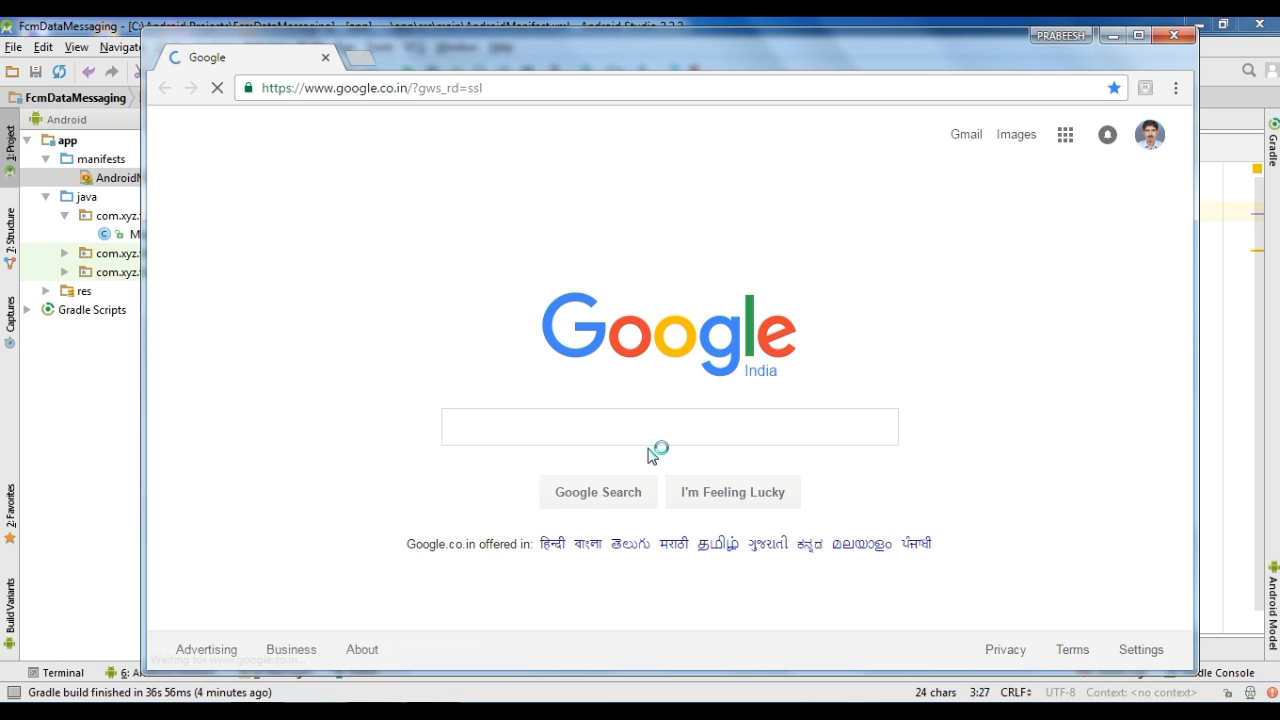 FcmDataMessaging - [C:\Android Projects\FcmDataMessaging] - [app] - ...\app\src\main\AndroidManifest.xml - Android Studio 2.2.3
PRABEESH
File Edit View Navigate
Google
https://www.google.co.in/?gws_rd=ssl
FcmDataMessaging
Android
Gmail Images
1: Project
app
manifests
AndroidM
java
com.xyz.
M
com.xyz.
com.xyz.
res
Gradle Scripts
Gradle
7: Structure
Captures
Google
India
Google Search I'm Feeling Lucky
Google.co.in offered in: हिन्दी বাংলা తెలుగు मराठी தமிழ் ગુજરાતી ಕನ್ನಡ മലയാളം ਪੰਜਾਬੀ
2: Favorites
Build Variants
Android Model
Advertising Business About Privacy Terms Settings
Waiting for www.google.co.in...
Terminal 6: A Gradle Console
Gradle build finished in 36s 56ms (4 minutes ago) 24 chars 3:27 CRLF UTF-8 Context: <no context>